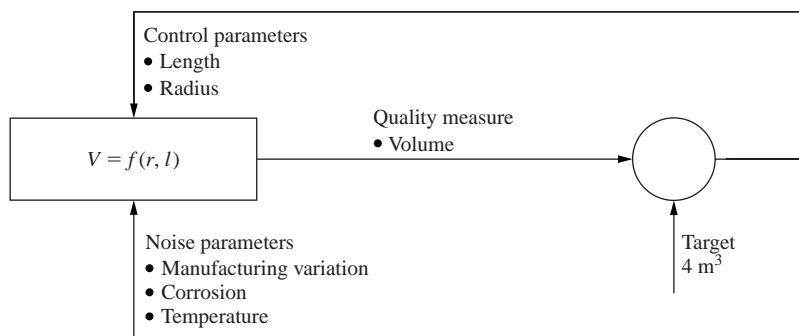 Control parameters
• Length
• Radius
Quality measure
• Volume
V = f(r, l)
Noise parameters
• Manufacturing variation
• Corrosion
• Temperature
Target
4 m³